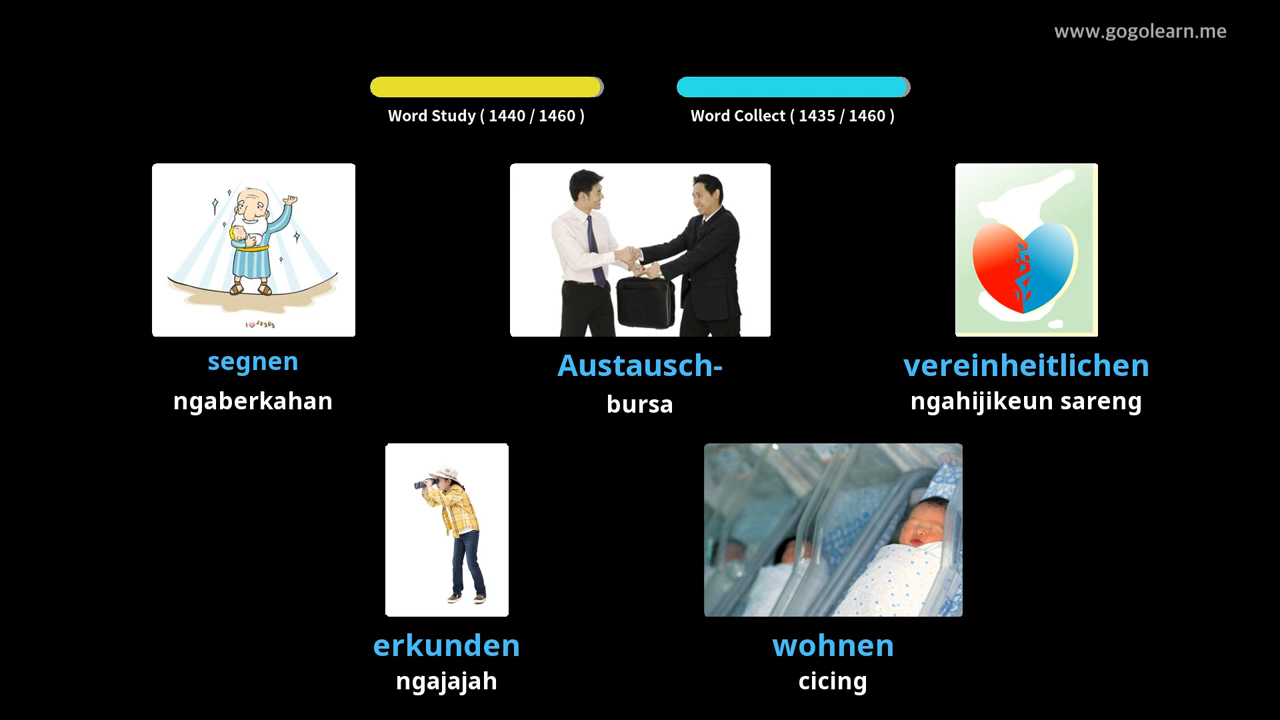 www.gogolearn.me
Word Study ( 1440 / 1460 )
Word Collect ( 1435 / 1460 )
I JESUS
segnen
ngaberkahan
Austausch-
bursa
vereinheitlichen
ngahijikeun sareng
erkunden
ngajajah
wohnen
cicing